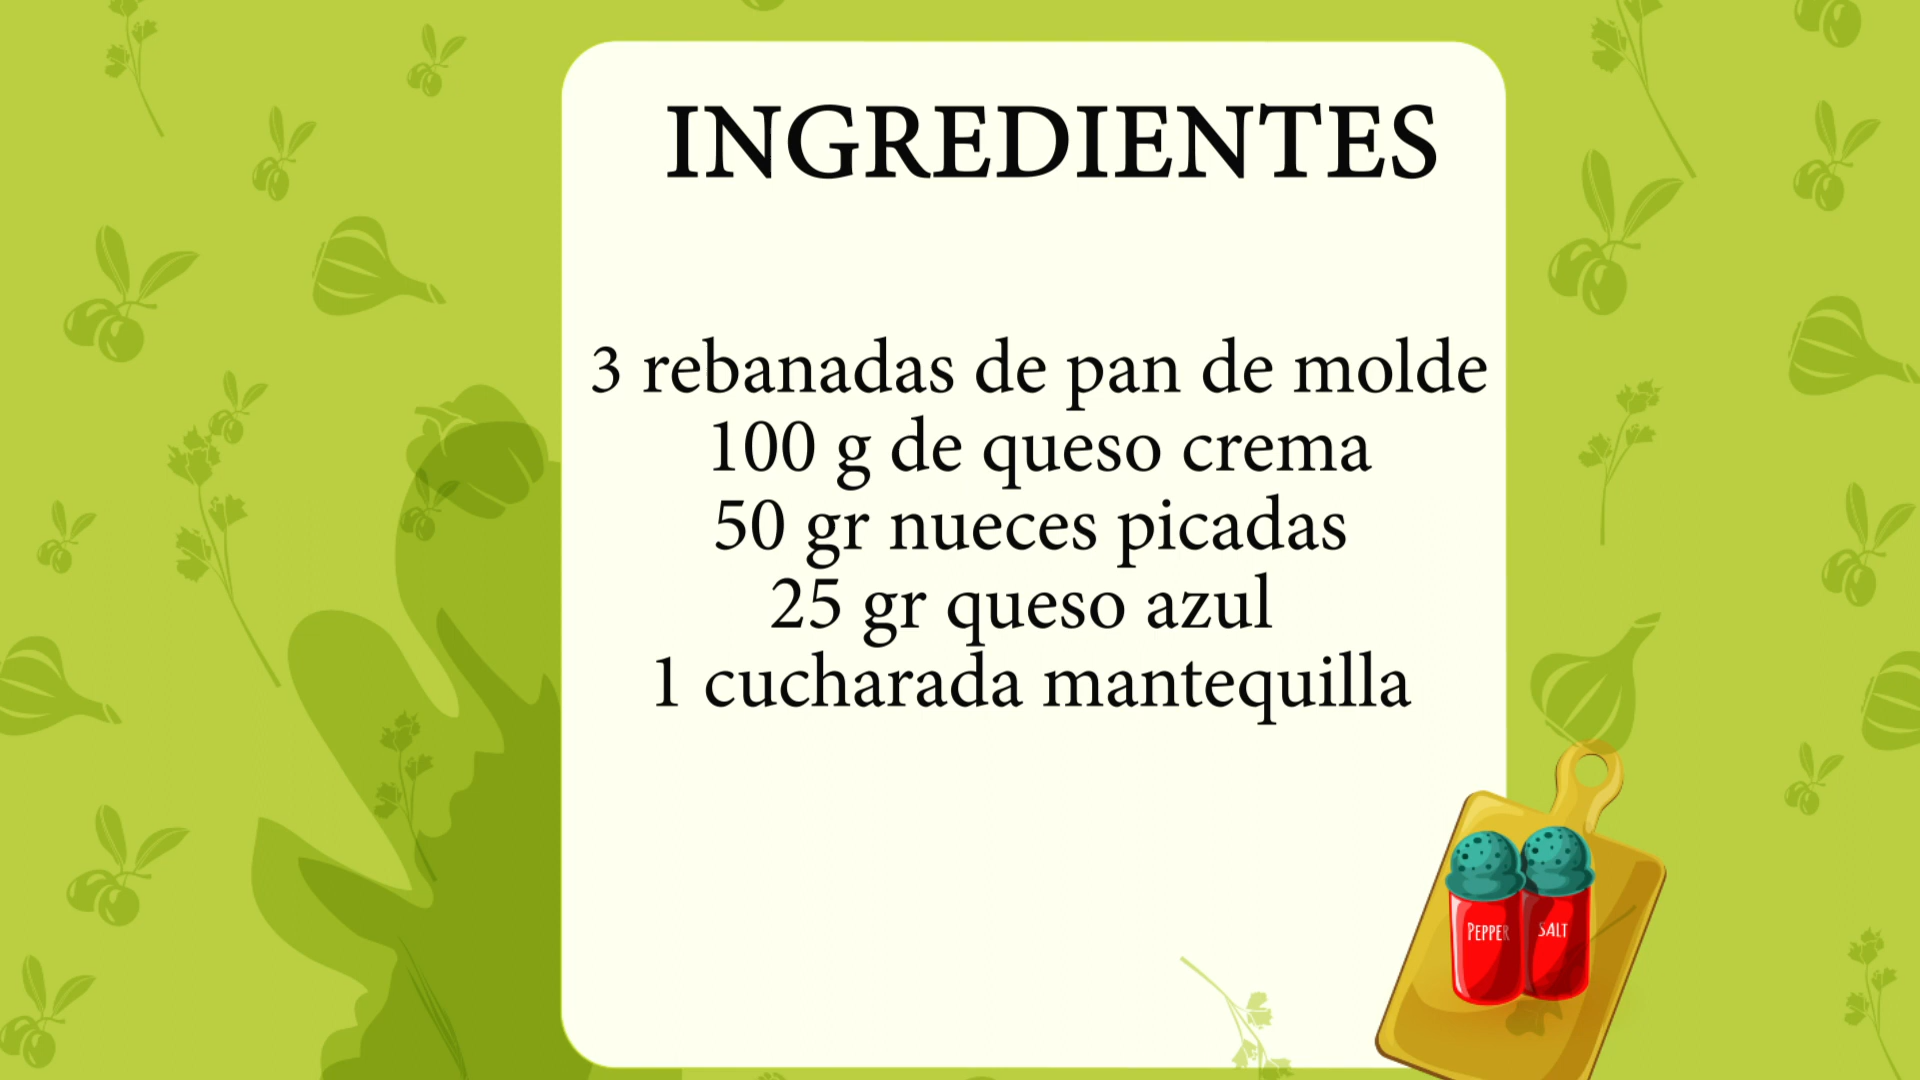 INGREDIENTES
3 rebanadas de pan de molde
100 g de queso crema
50 gr nueces picadas
25 gr queso azul
1 cucharada mantequilla
PEPPER
SALT